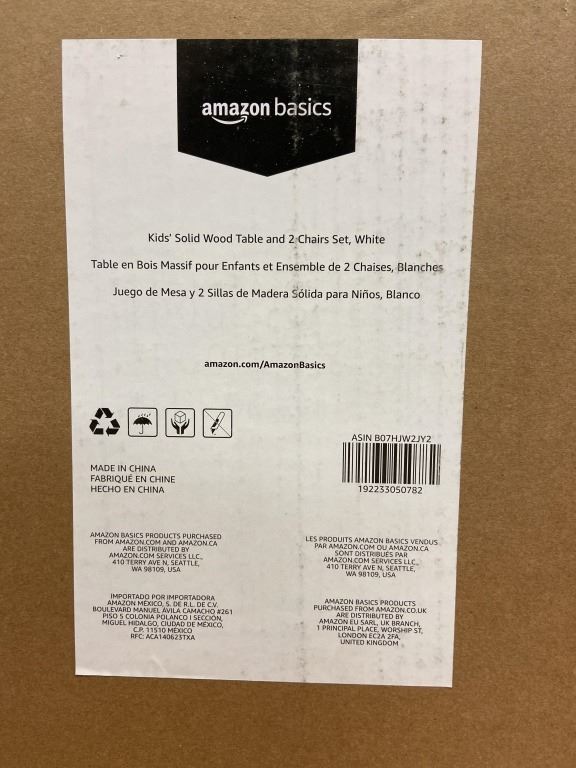 amazon basics
Kids' Solid Wood Table and 2 Chairs Set, White
Table en Bois Massif pour Enfants et Ensemble de 2 Chaises, Blanches
Juego de Mesa y 2 Sillas de Madera Sólida para Niños, Blanco
amazon.com/AmazonBasics
ASIN B07HJW2JY2
192233050782
MADE IN CHINA
FABRIQUÉ EN CHINE
HECHO EN CHINA
AMAZON BASICS PRODUCTS PURCHASED
FROM AMAZON.COM AND AMAZON.CA
ARE DISTRIBUTED BY
AMAZON.COM SERVICES LLC.,
410 TERRY AVE N, SEATTLE,
WA 98109, USA
LES PRODUITS AMAZON BASICS VENDUS
PAR AMAZON.COM OU AMAZON.CA
SONT DISTRIBUÉS PAR
AMAZON.COM SERVICES LLC.,
410 TERRY AVE N, SEATTLE,
WA 98109, USA
IMPORTADO POR IMPORTADORA
AMAZON MEXICO, S. DE R.L. DE C.V.
BOULEVARD MANUEL ÁVILA CAMACHO #261
PISO 5 COLONIA POLANCO I SECCIÓN,
MIGUEL HIDALGO, CIUDAD DE MÉXICO,
C.P. 11510 MÉXICO
RFC: ACA140623TXA
AMAZON BASICS PRODUCTS
PURCHASED FROM AMAZON.CO.UK
ARE DISTRIBUTED BY
AMAZON EU SARL, UK BRANCH,
1 PRINCIPAL PLACE, WORSHIP ST,
LONDON EC2A 2FA,
UNITED KINGDOM